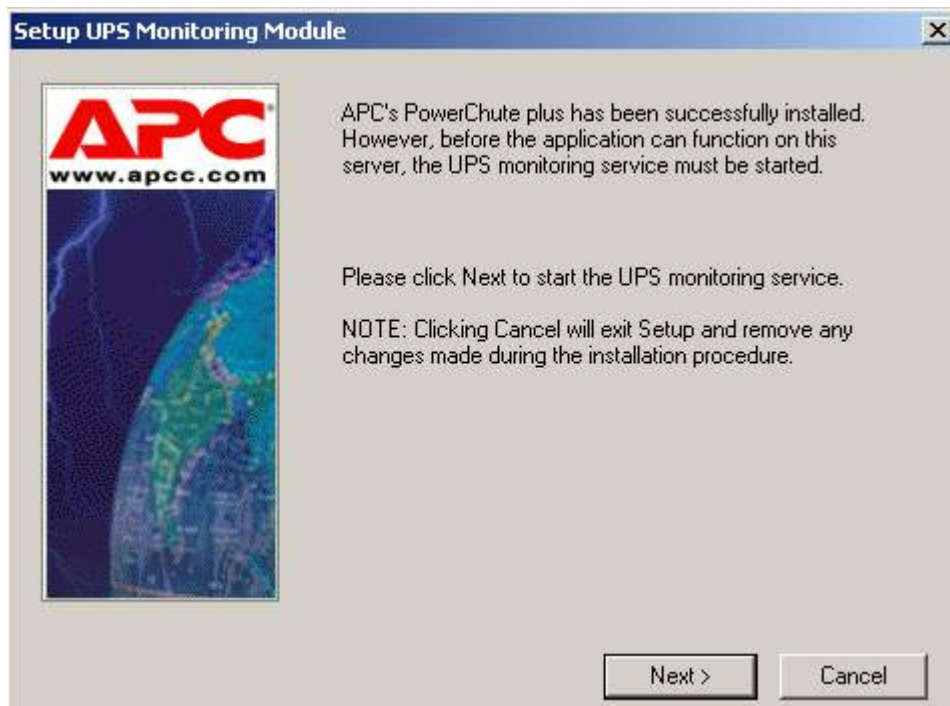 Setup UPS Monitoring Module
APC
www.apcc.com
APC's PowerChute plus has been successfully installed.
However, before the application can function on this
server, the UPS monitoring service must be started.
Please click Next to start the UPS monitoring service.
NOTE: Clicking Cancel will exit Setup and remove any
changes made during the installation procedure.
Next >
Cancel